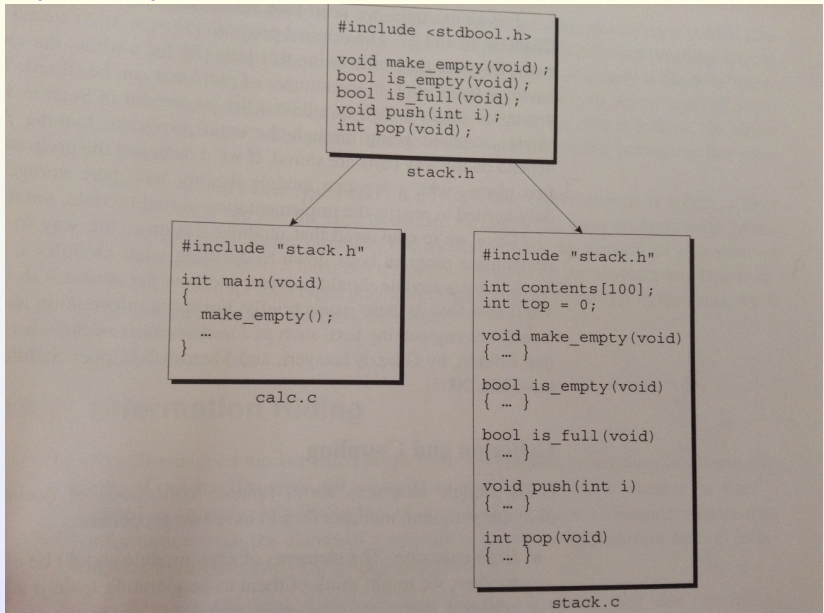 #include <stdbool.h>
void make_empty(void);
bool is_empty(void);
bool is_full(void);
void push(int i);
int pop(void);
stack.h
#include "stack.h"
int main(void)
{
make_empty();
…
}
calc.c
#include "stack.h"
int contents[100];
int top = 0;
void make_empty(void)
{ … }
bool is_empty(void)
{ … }
bool is_full(void)
{ … }
void push(int i)
{ … }
int pop(void)
{ … }
stack.c